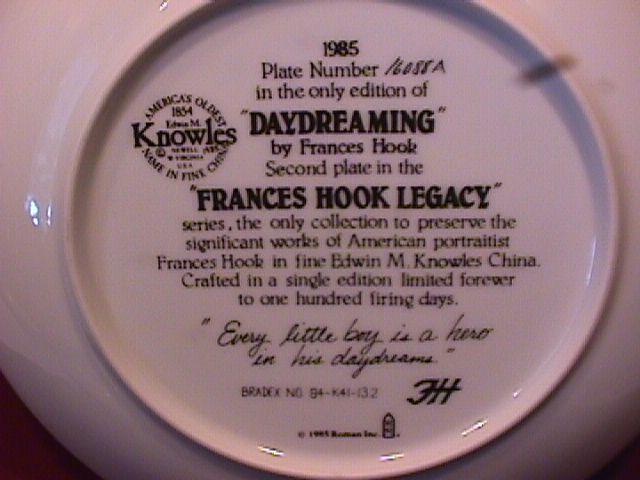 1985
Plate Number 16088A
in the only edition of
"DAYDREAMING"
by Frances Hook
Second plate in the
"FRANCES HOOK LEGACY"
series, the only collection to preserve the
significant works of American portraitist
Frances Hook in fine Edwin M. Knowles China.
Crafted in a single edition limited forever
to one hundred firing days.
"Every little boy is a hero
in his daydreams."
BRADEX NO. 84-K41-13.2
FH
© 1985 Roman Inc.
AMERICA'S OLDEST
1854
Edwin M.
Knowles
NEWELL
W VIRGINIA
U.S.A.
NAME IN FINE CHINA